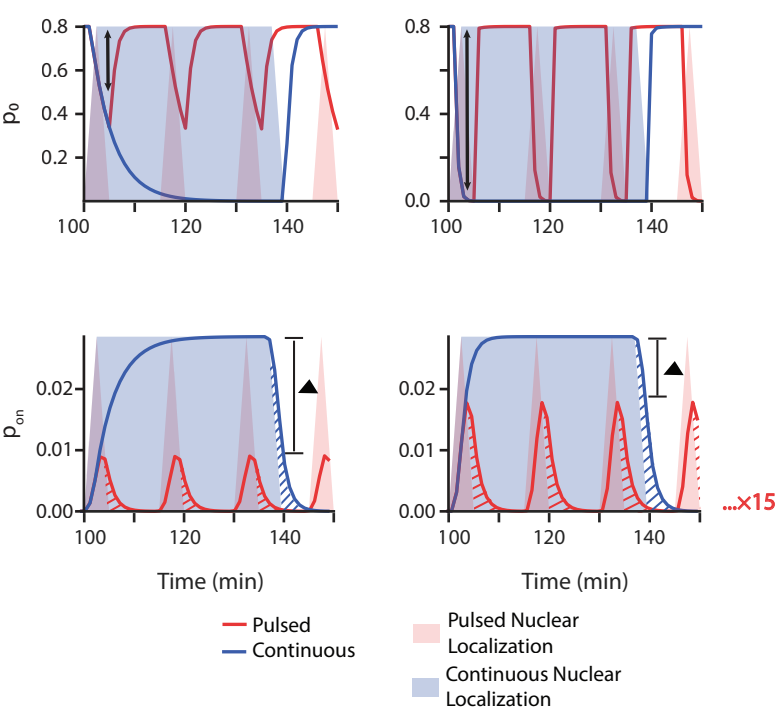 0.8
0.6
0.4
0.2
p₀
100
120
140
0.8
0.4
0.0
100
120
140
0.02
0.01
0.00
pon
100
120
140
Time (min)
0.02
0.01
0.00
100
120
140
Time (min)
...×15
Pulsed
Continuous
Pulsed Nuclear
Localization
Continuous Nuclear
Localization